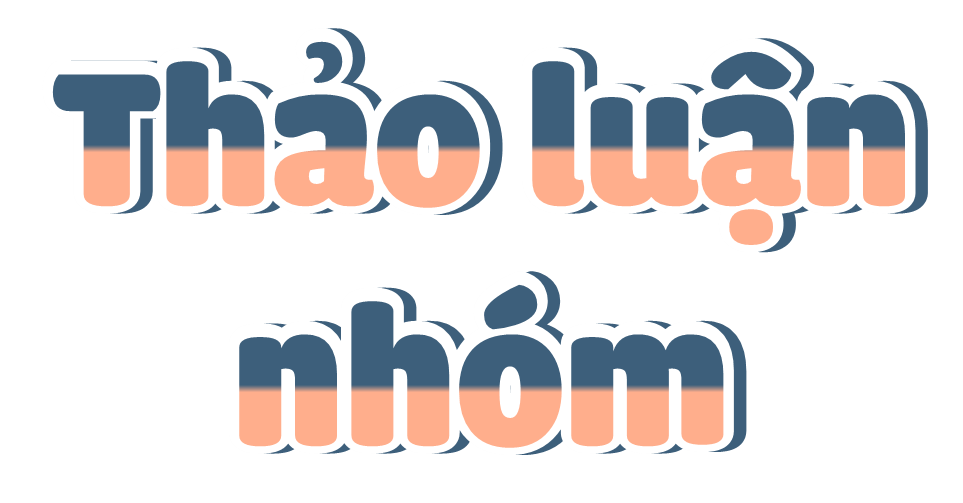 Thảo luận
nhóm